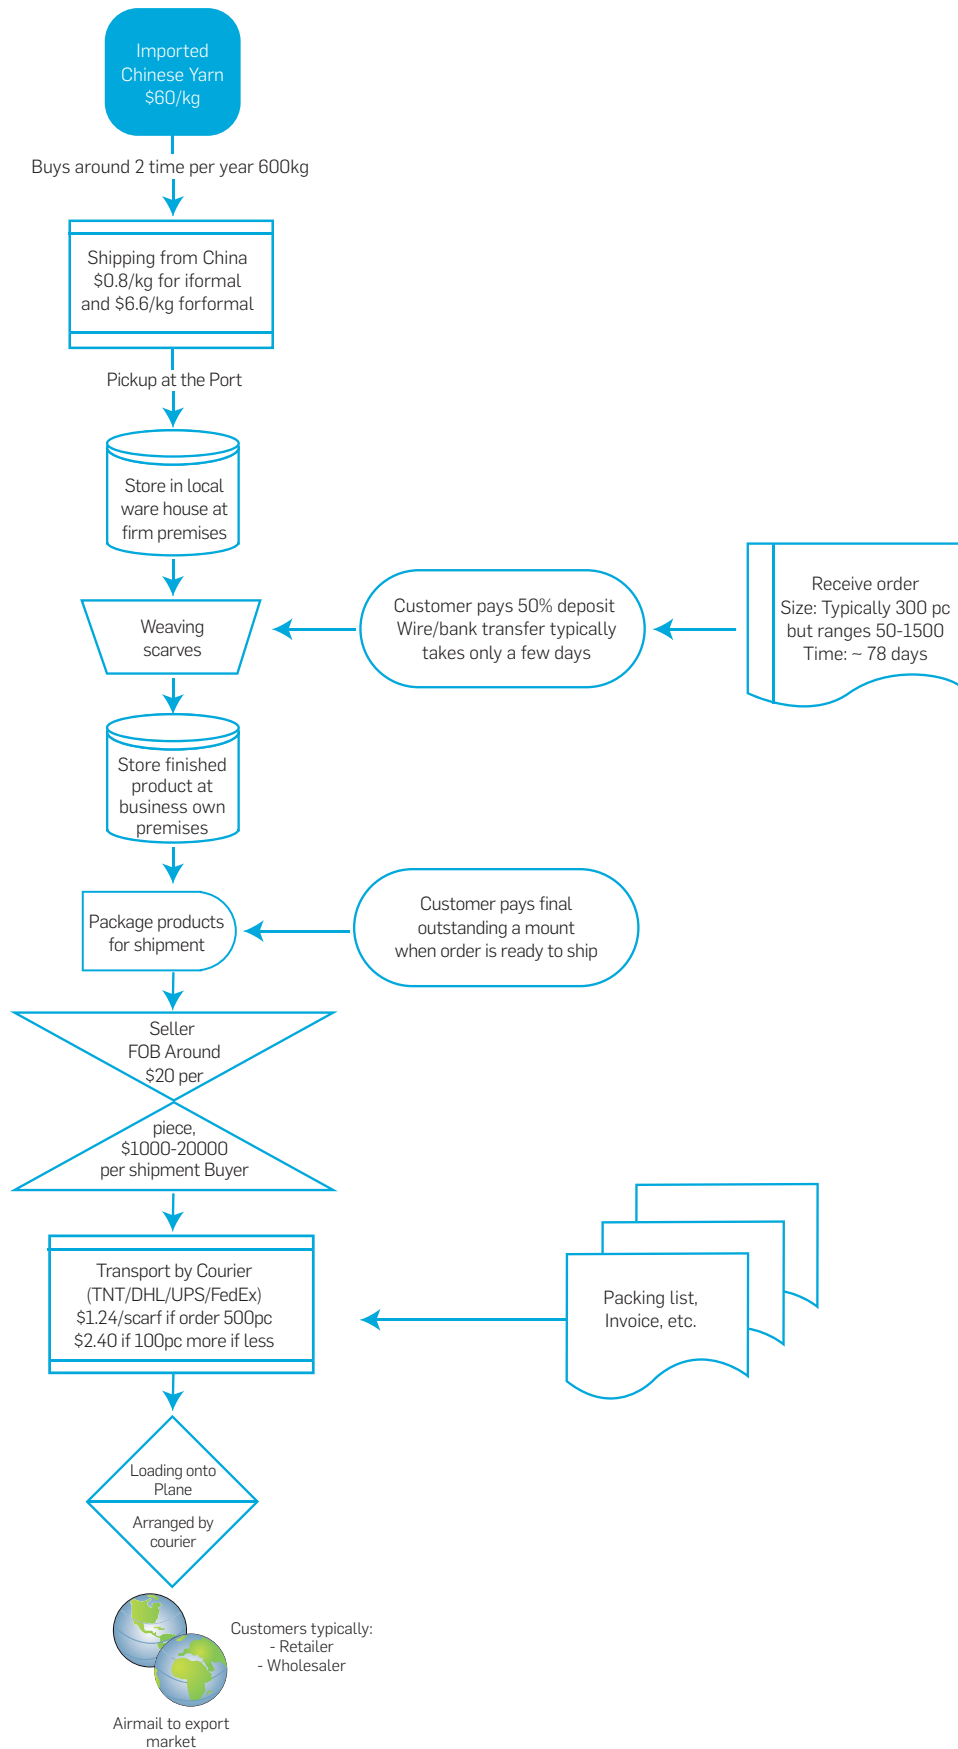 Imported
Chinese Yarn
$60/kg
Buys around 2 time per year 600kg
Shipping from China
$0.8/kg for iformal
and $6.6/kg forformal
Pickup at the Port
Store in local
ware house at
firm premises
Receive order
Size: Typically 300 pc
but ranges 50-1500
Time: ~ 78 days
Customer pays 50% deposit
Wire/bank transfer typically
takes only a few days
Weaving
scarves
Store finished
product at
business own
premises
Package products
for shipment
Customer pays final
outstanding a mount
when order is ready to ship
Seller
FOB Around
$20 per
piece,
$1000-20000
per shipment Buyer
Transport by Courier
(TNT/DHL/UPS/FedEx)
$1.24/scarf if order 500pc
$2.40 if 100pc more if less
Packing list,
Invoice, etc.
Loading onto
Plane
Arranged by
courier
Customers typically:
- Retailer
- Wholesaler
Airmail to export
market